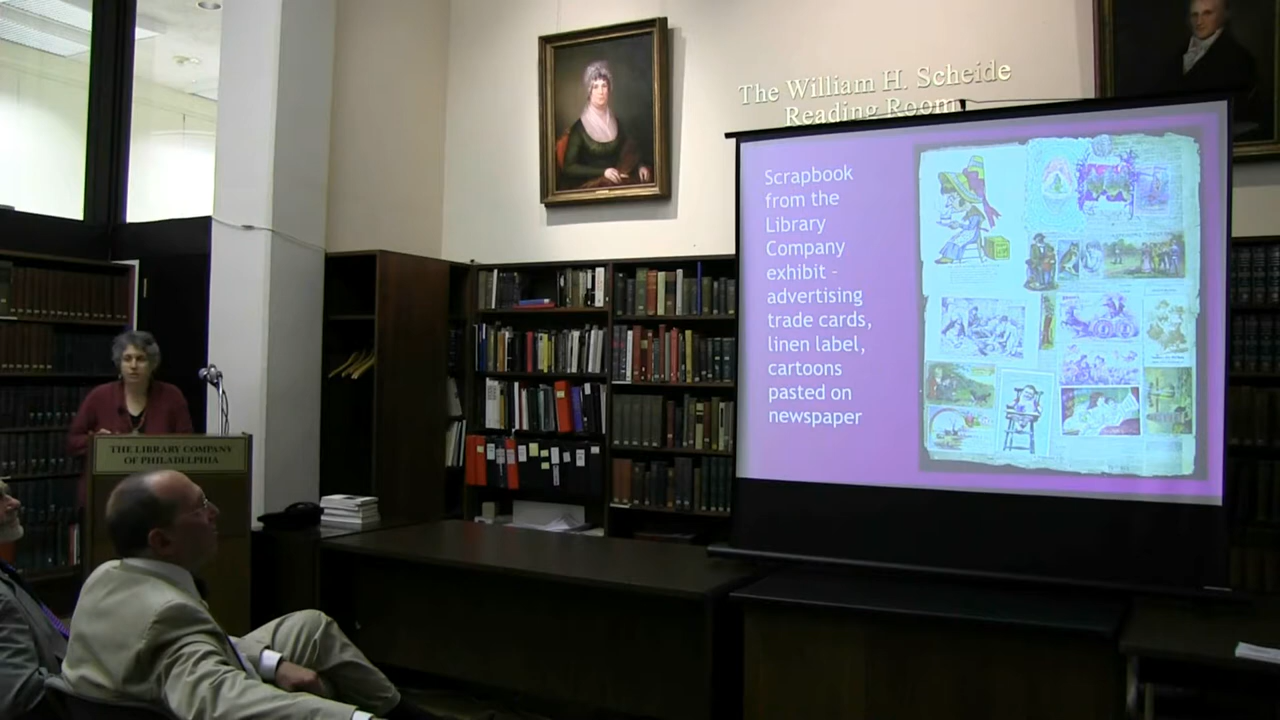 The William H. Scheide
Reading Room
Scrapbook
from the
Library
Company
exhibit -
advertising
trade cards,
linen label,
cartoons
pasted on
newspaper
THE LIBRARY COMPANY
OF PHILADELPHIA